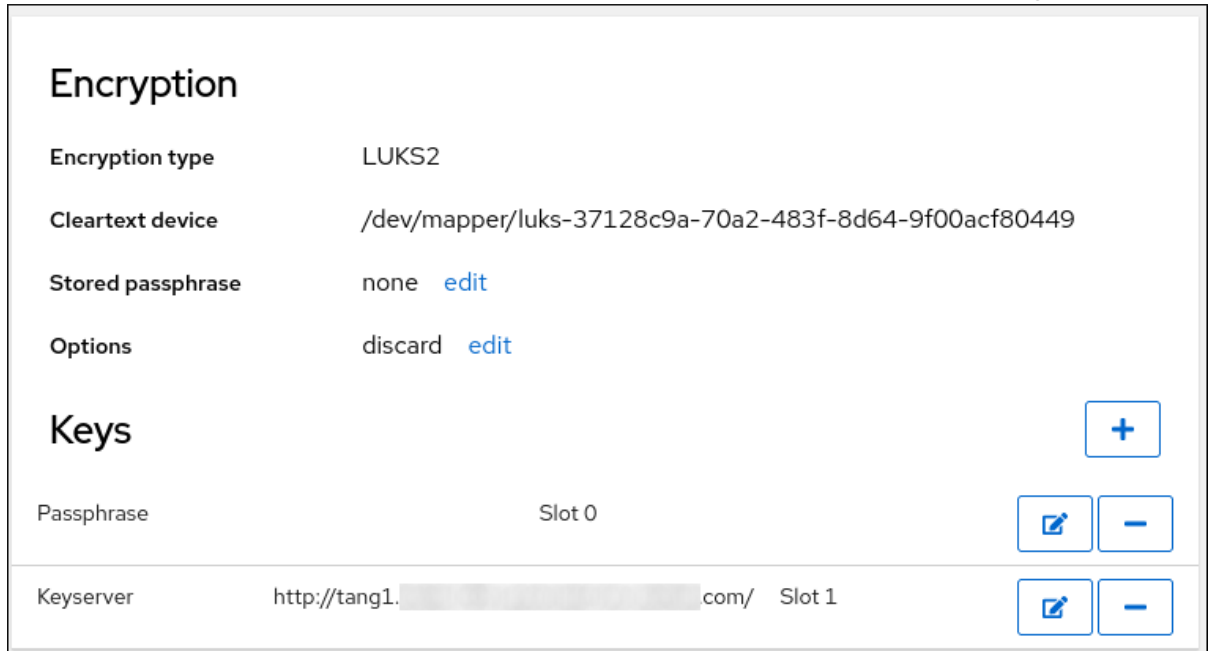 Encryption
Encryption type LUKS2
Cleartext device /dev/mapper/luks-37128c9a-70a2-483f-8d64-9f00acf80449
Stored passphrase none edit
Options discard edit
Keys
Passphrase Slot 0
Keyserver http://tang1. .com/ Slot 1